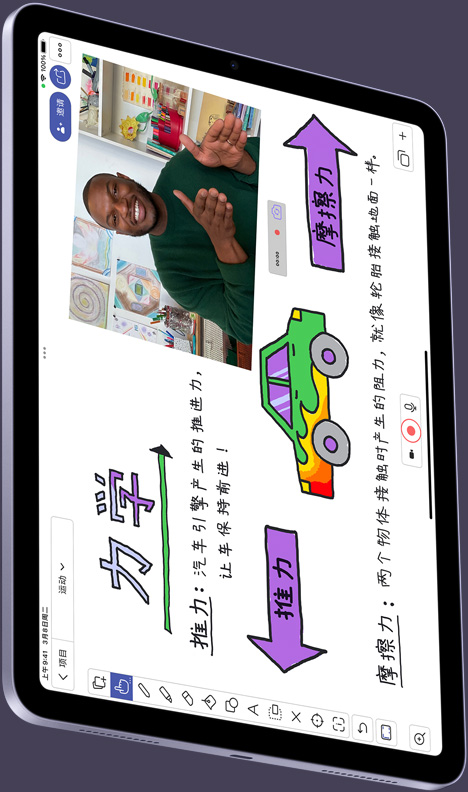 上午9:41 3月8日周二
100%
项目
运动
邀请
力学
推力：汽车引擎产生的推进力，
让车保持前进！
00:00
推力
摩擦力
摩擦力：两个物体接触时产生的阻力，就像轮胎接触地面一样。